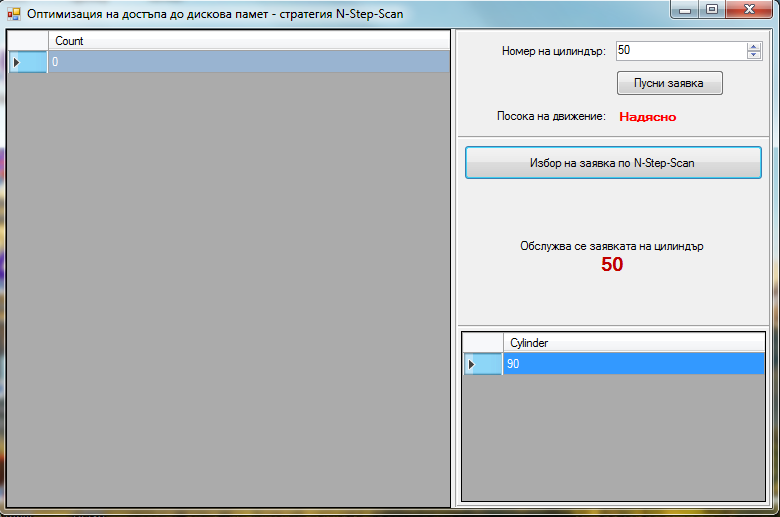 Оптимизация на достъпа до дискова памет - стратегия N-Step-Scan
Count
0
Номер на цилиндър: 50
Пусни заявка
Посока на движение: Надясно
Избор на заявка по N-Step-Scan
Обслужва се заявката на цилиндър
50
Cylinder
90